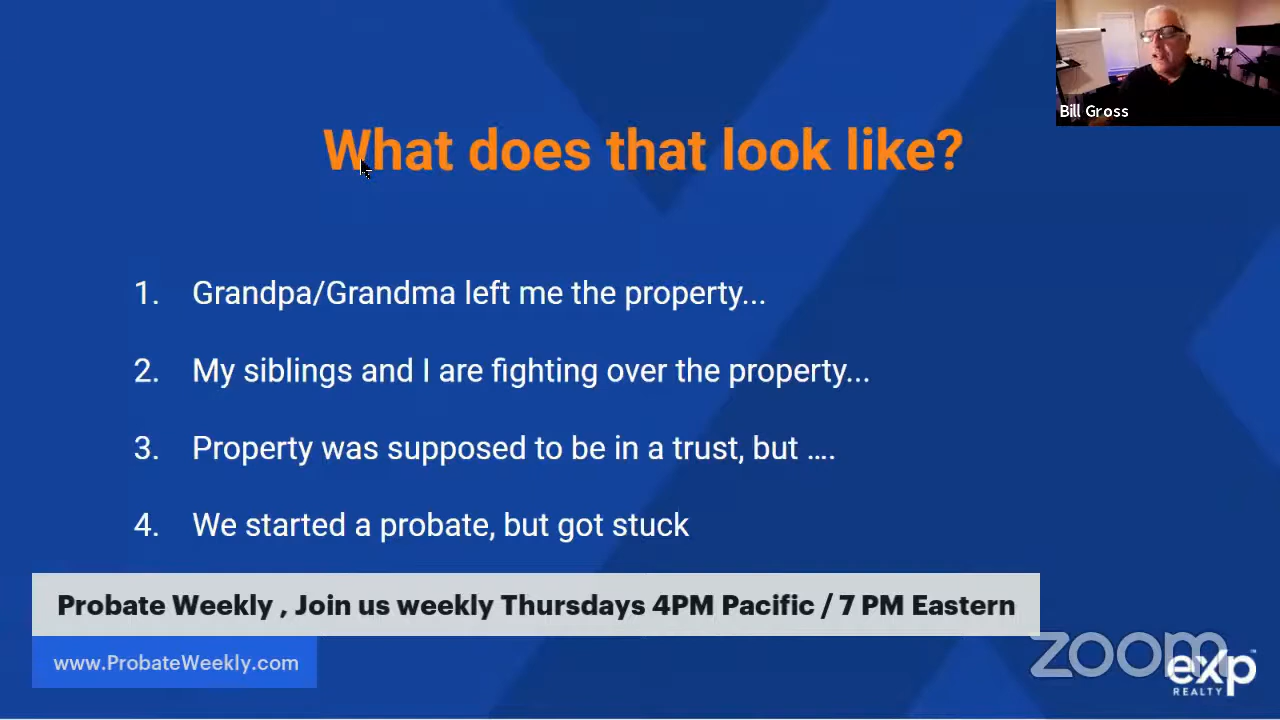 Bill Gross
What does that look like?
1. Grandpa/Grandma left me the property...
2. My siblings and I are fighting over the property...
3. Property was supposed to be in a trust, but ....
4. We started a probate, but got stuck
Probate Weekly , Join us weekly Thursdays 4PM Pacific / 7 PM Eastern
www.ProbateWeekly.com
zoom
exp
REALTY